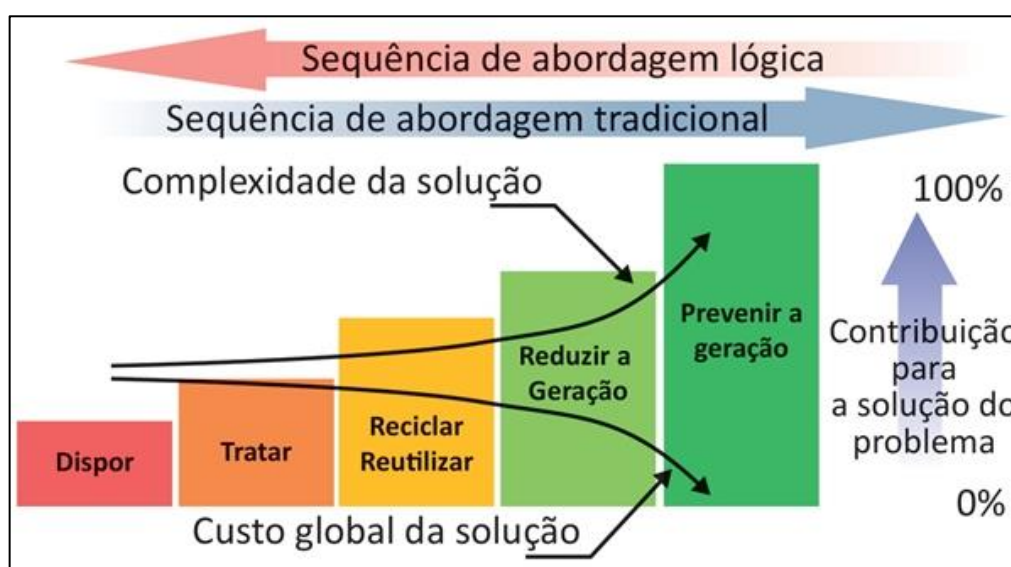 Sequência de abordagem lógica
Sequência de abordagem tradicional
Complexidade da solução
100%
Prevenir a
geração
Reduzir a
Geração
Contribuição
para
a solução do
problema
Reciclar
Reutilizar
Tratar
Dispor
0%
Custo global da solução